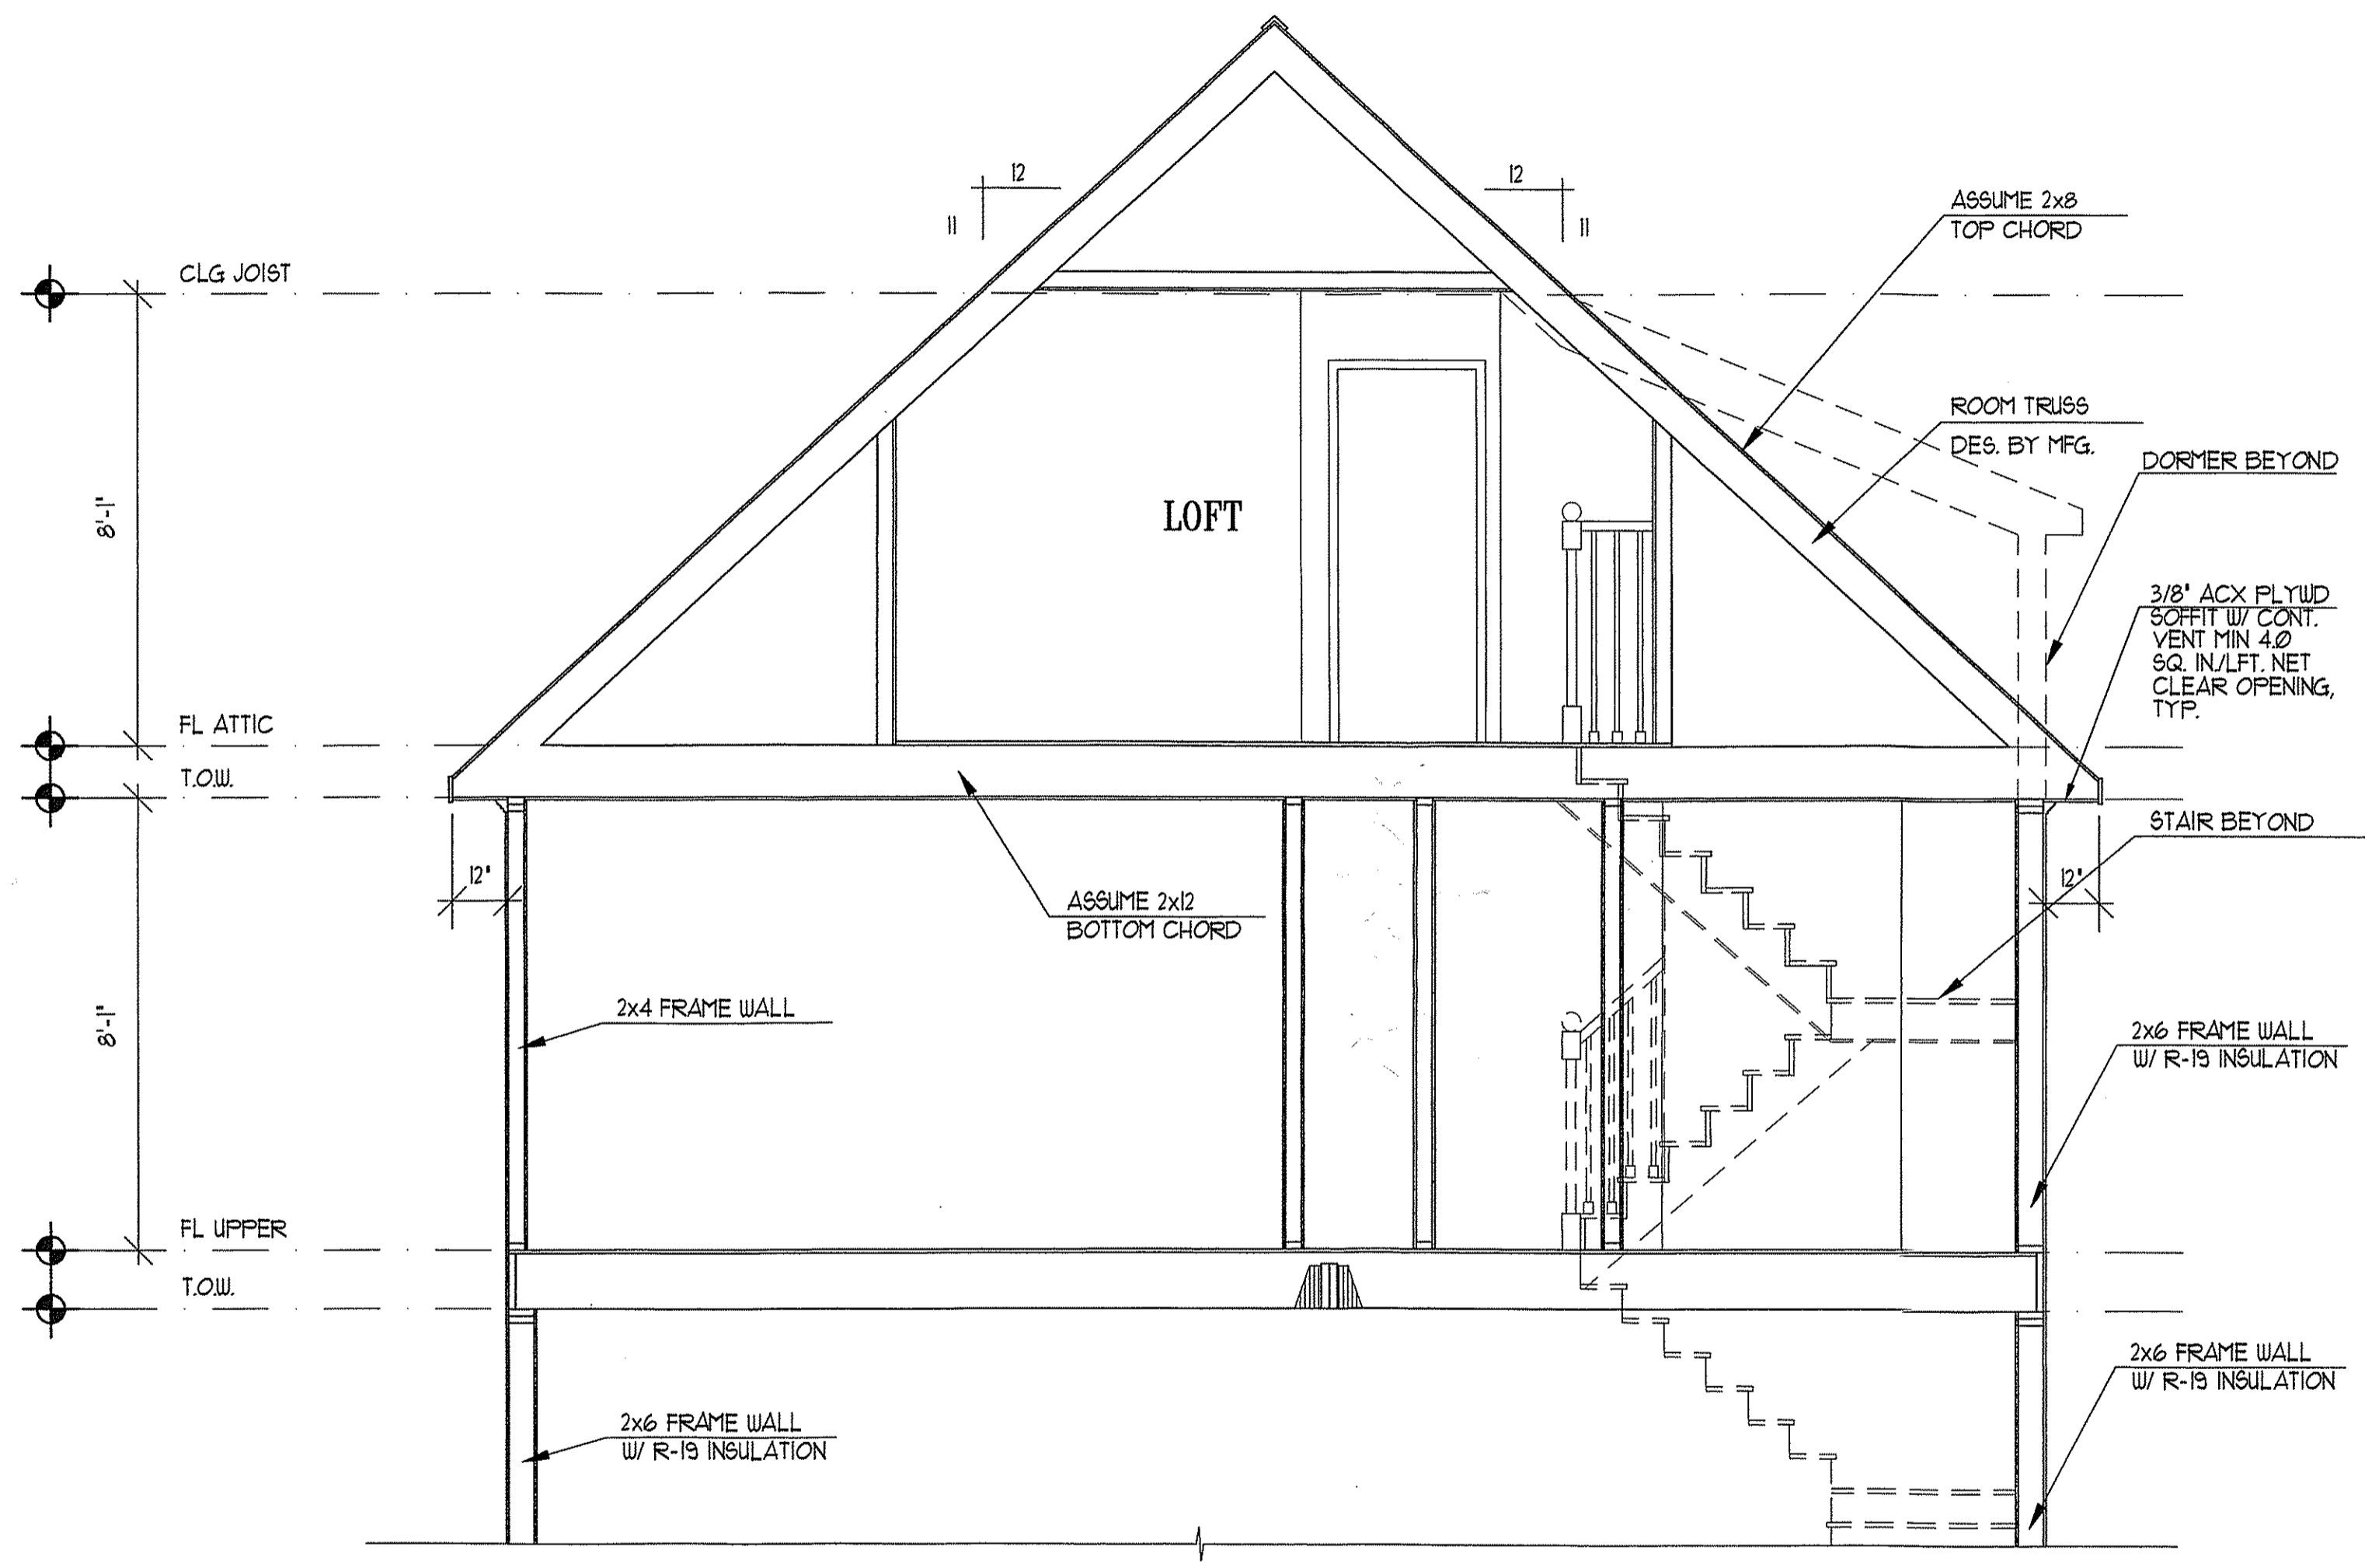 12
12
11
11
ASSUME 2x8
TOP CHORD
CLG JOIST
ROOM TRUSS
DES. BY MFG.
DORMER BEYOND
8'-1"
LOFT
3/8" ACX PLYWD
SOFFIT W/ CONT.
VENT MIN 4.0
SQ. IN./LFT. NET
CLEAR OPENING,
TYP.
FL ATTIC
T.O.W.
STAIR BEYOND
12"
12"
ASSUME 2x12
BOTTOM CHORD
8'-1"
2x4 FRAME WALL
2x6 FRAME WALL
W/ R-19 INSULATION
FL UPPER
T.O.W.
2x6 FRAME WALL
W/ R-19 INSULATION
2x6 FRAME WALL
W/ R-19 INSULATION